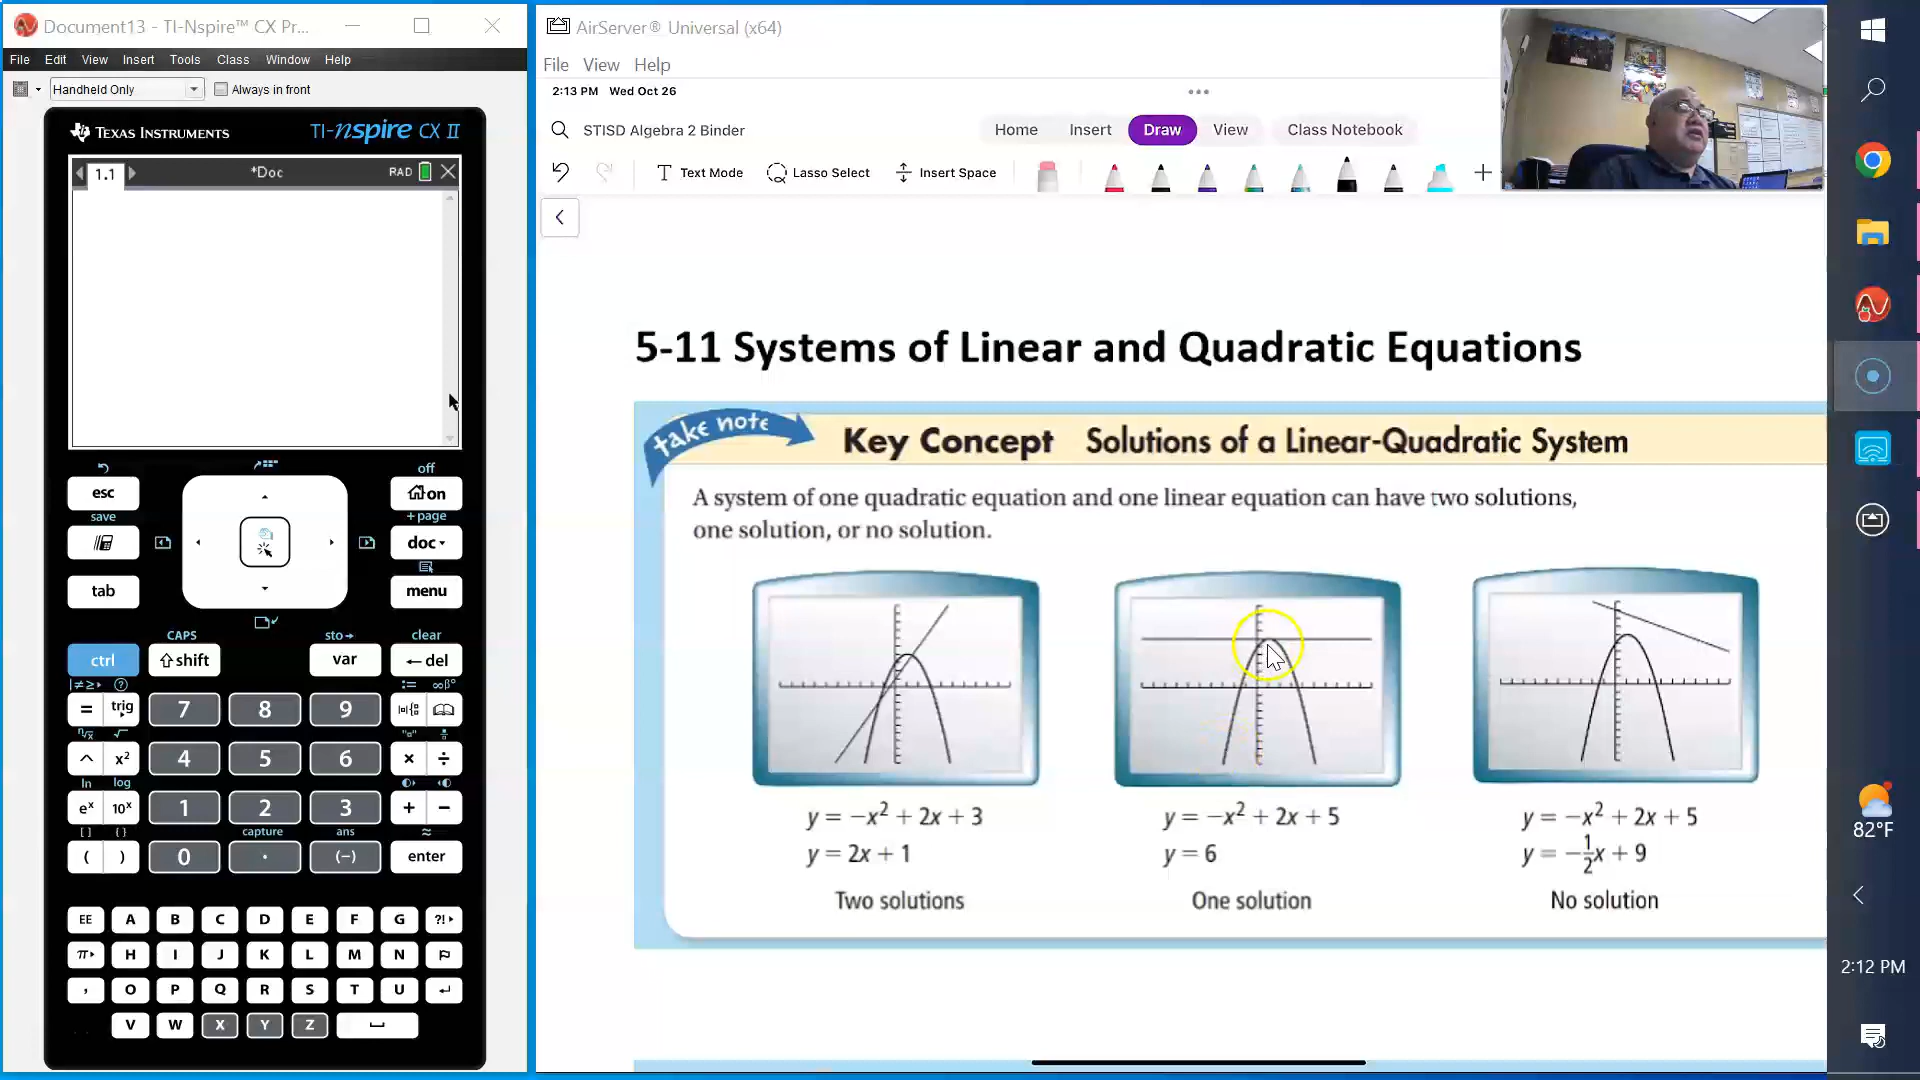 Document13 - TI-Nspire™ CX Pr...
File Edit View Insert Tools Class Window Help
Handheld Only
Always in front
TEXAS INSTRUMENTS
TI-nspire CX II
1.1
*Doc
RAD
off
esc
on
save
+page
doc
tab
menu
CAPS
sto→
clear
ctrl
shift
var
←del
|≠≥▸
:=
∞β°
=
trig
7
8
9
ⁿ√x
√
"□"
^
x²
4
5
6
×
÷
ln
log
eˣ
10ˣ
1
2
3
+
−
[ ]
{ }
capture
ans
≈
(
)
0
.
(−)
enter
EE A B C D E F G ?!▸
π▸ H I J K L M N
, O P Q R S T U ↵
V W X Y Z
AirServer® Universal (x64)
File View Help
2:13 PM Wed Oct 26
STISD Algebra 2 Binder
Home Insert Draw View Class Notebook
Text Mode
Lasso Select
Insert Space
5-11 Systems of Linear and Quadratic Equations
take note
Key Concept Solutions of a Linear-Quadratic System
A system of one quadratic equation and one linear equation can have two solutions,
one solution, or no solution.
y = −x² + 2x + 3
y = 2x + 1
Two solutions
y = −x² + 2x + 5
y = 6
One solution
y = −x² + 2x + 5
y = −½x + 9
No solution
82°F
2:12 PM